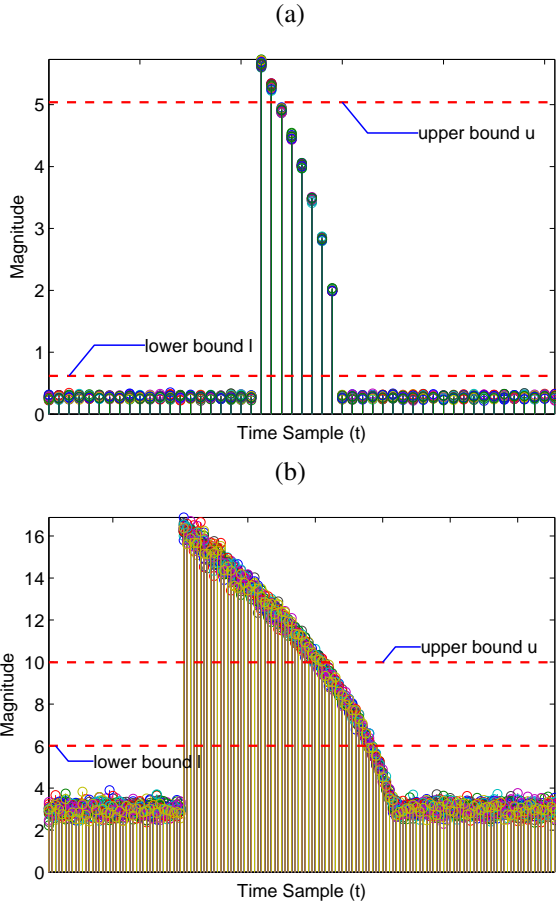 (a)
5
4
3
2
1
0
Magnitude
upper bound u
lower bound l
Time Sample (t)
(b)
16
14
12
10
8
6
4
2
0
Magnitude
upper bound u
lower bound l
Time Sample (t)